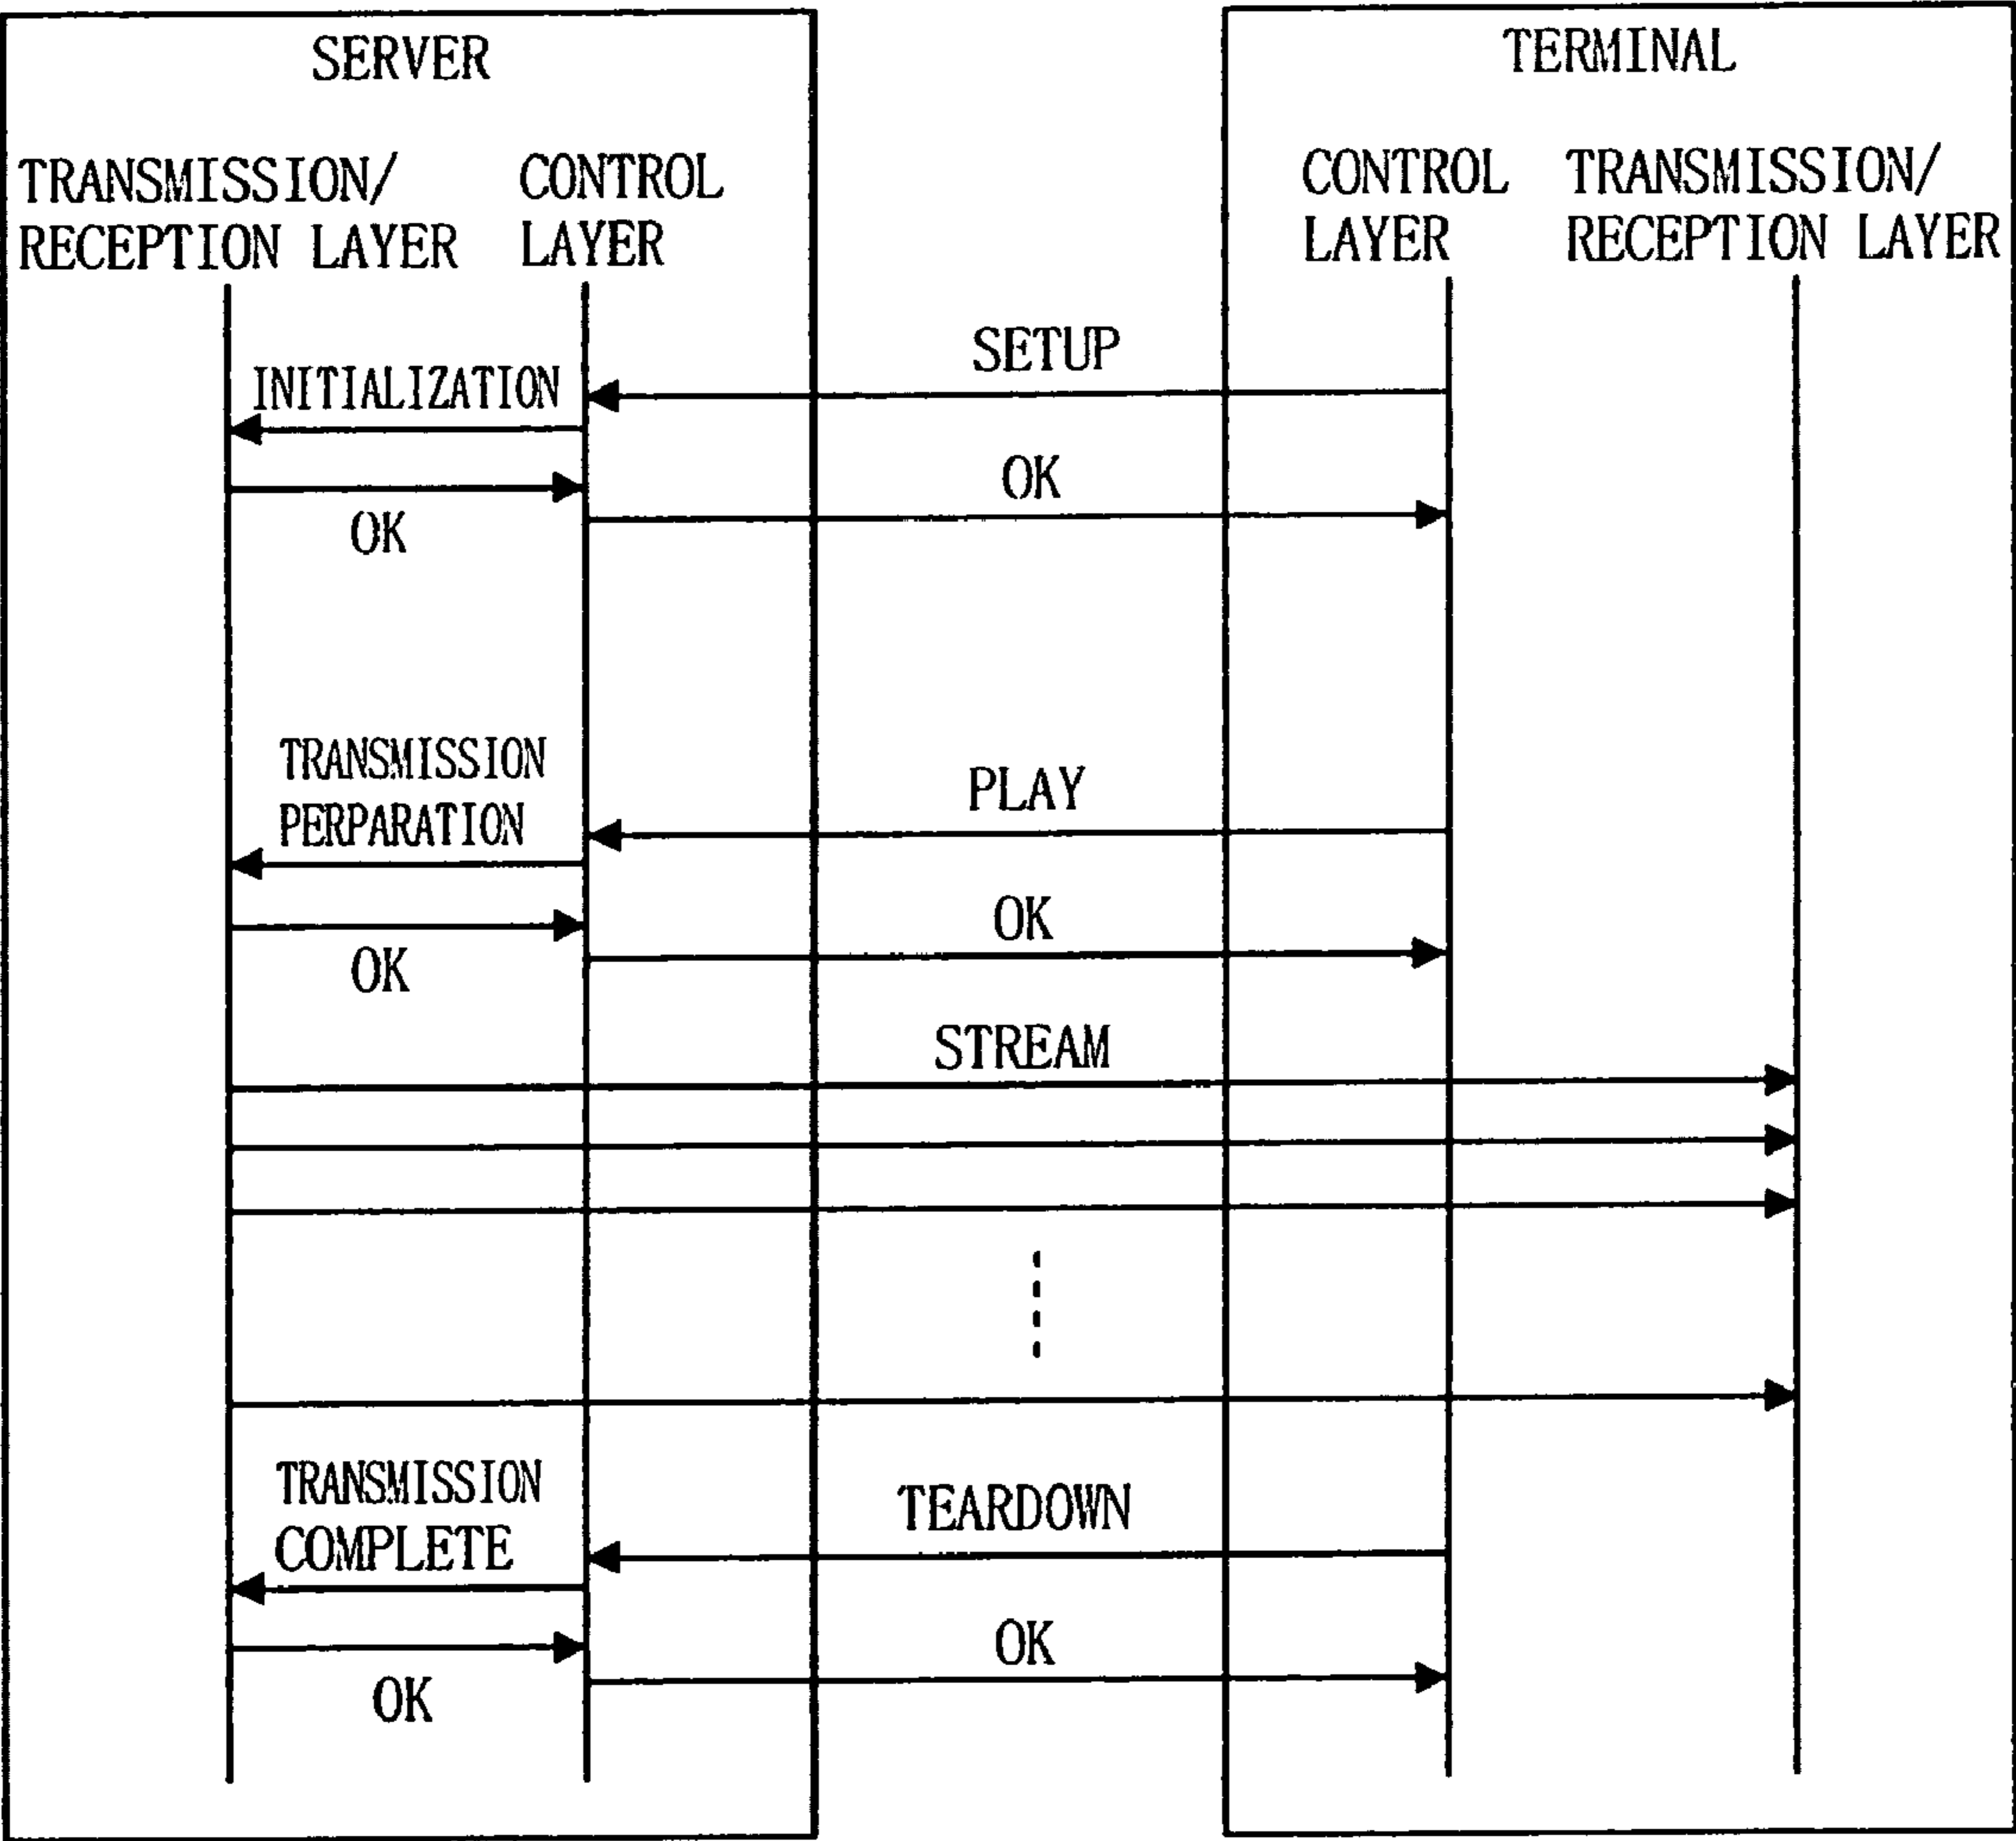 SERVER
TERMINAL
TRANSMISSION/
RECEPTION LAYER
CONTROL
LAYER
CONTROL
LAYER
TRANSMISSION/
RECEPTION LAYER
SETUP
INITIALIZATION
OK
OK
TRANSMISSION
PERPARATION
PLAY
OK
OK
STREAM
TRANSMISSION
COMPLETE
TEARDOWN
OK
OK